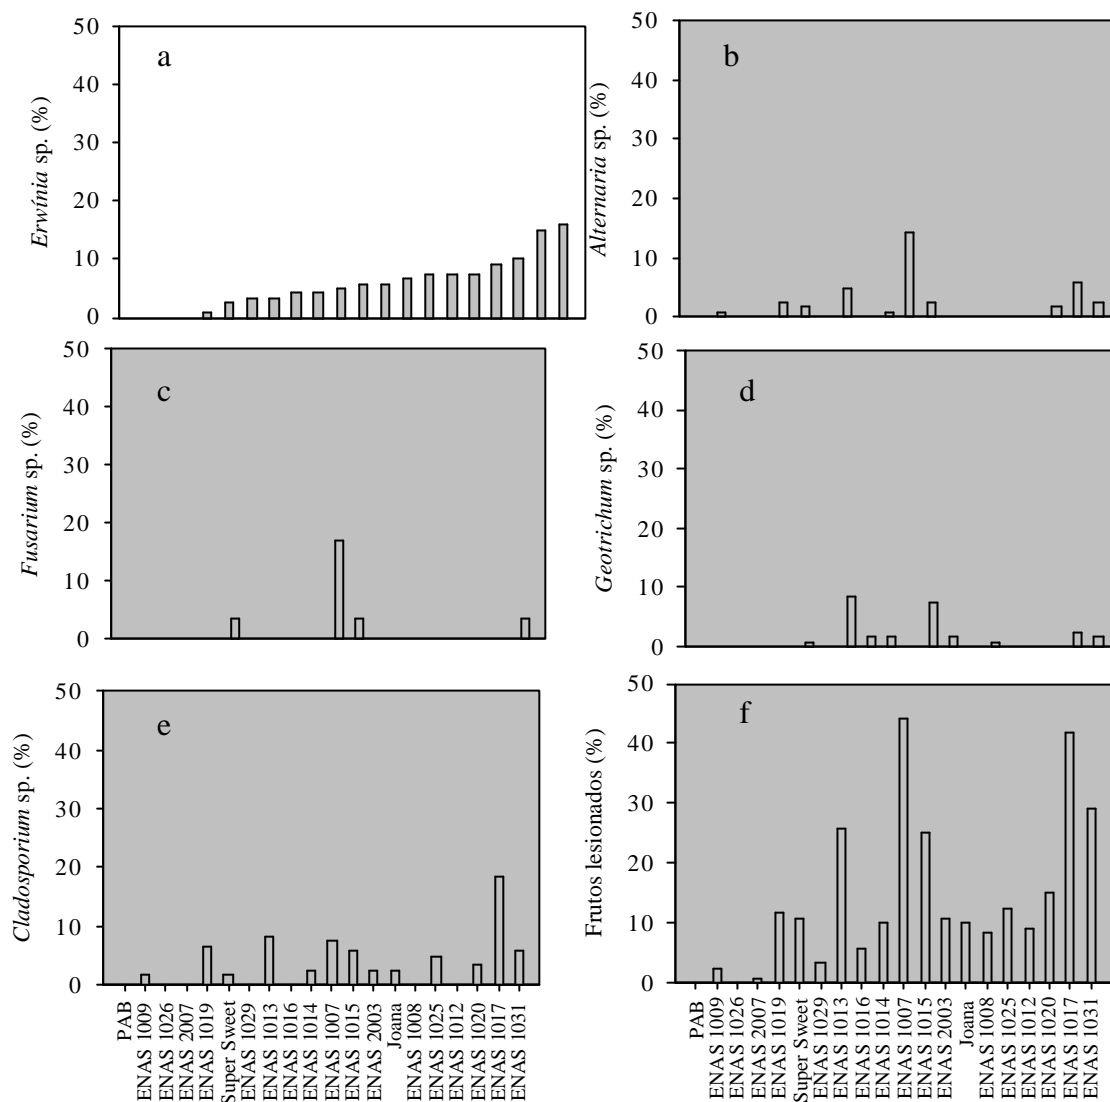 a
Erwínia sp. (%)
50
40
30
20
10
0
b
Alternaria sp. (%)
50
40
30
20
10
0
c
Fusarium sp. (%)
50
40
30
20
10
0
d
Geotrichum sp. (%)
50
40
30
20
10
0
e
Cladosporium sp. (%)
50
40
30
20
10
0
PAB
ENAS 1009
ENAS 1026
ENAS 2007
ENAS 1019
Super Sweet
ENAS 1029
ENAS 1013
ENAS 1016
ENAS 1014
ENAS 1007
ENAS 1015
ENAS 2003
Joana
ENAS 1008
ENAS 1025
ENAS 1012
ENAS 1020
ENAS 1017
ENAS 1031
f
Frutos lesionados (%)
50
40
30
20
10
0
PAB
ENAS 1009
ENAS 1026
ENAS 2007
ENAS 1019
Super Sweet
ENAS 1029
ENAS 1013
ENAS 1016
ENAS 1014
ENAS 1007
ENAS 1015
ENAS 2003
Joana
ENAS 1008
ENAS 1025
ENAS 1012
ENAS 1020
ENAS 1017
ENAS 1031